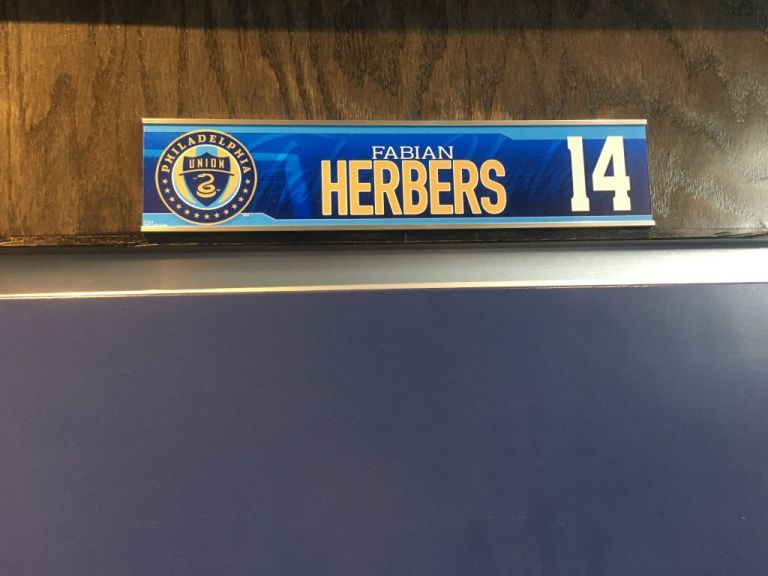 PHILADELPHIA
UNION
FABIAN
HERBERS
14